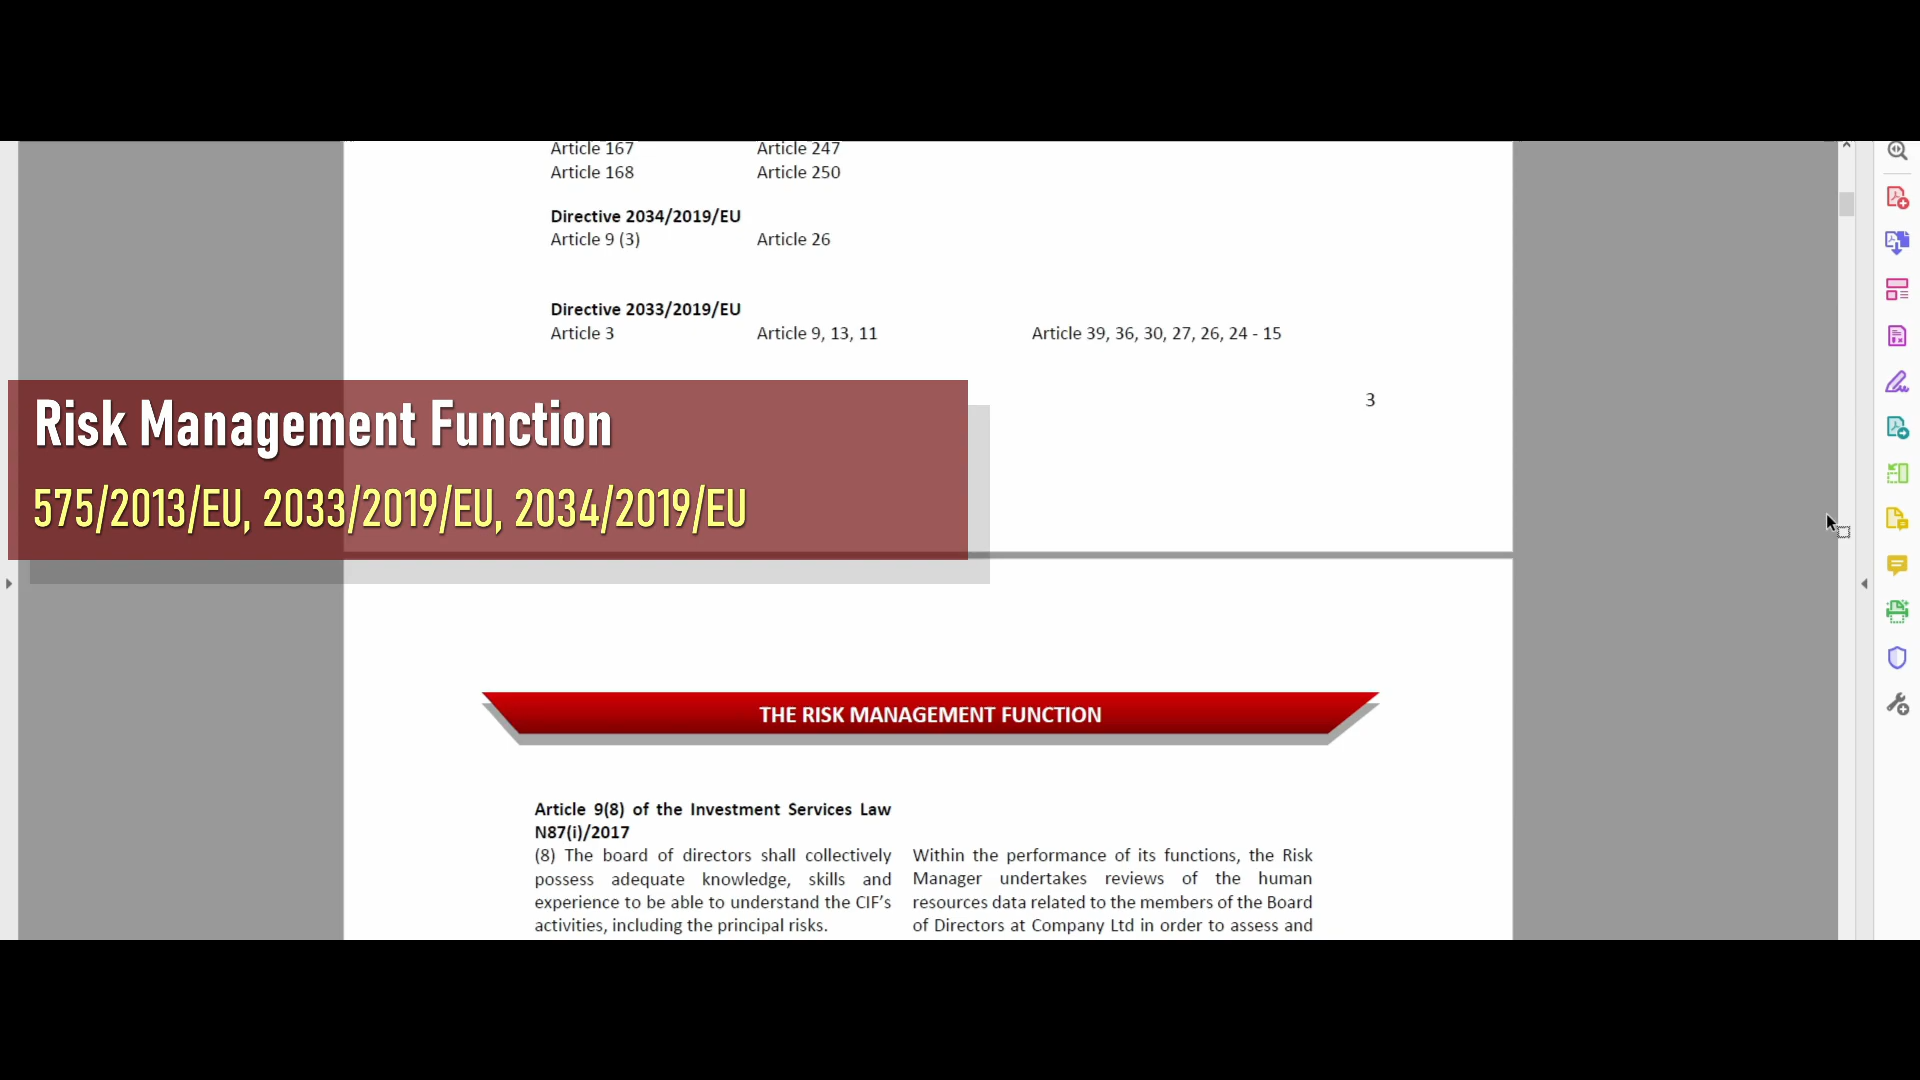 Article 167 Article 247
Article 168 Article 250
Directive 2034/2019/EU
Article 9 (3) Article 26
Directive 2033/2019/EU
Article 3 Article 9, 13, 11 Article 39, 36, 30, 27, 26, 24 - 15
3
Risk Management Function
575/2013/EU, 2033/2019/EU, 2034/2019/EU
THE RISK MANAGEMENT FUNCTION
Article 9(8) of the Investment Services Law
N87(i)/2017
(8) The board of directors shall collectively
possess adequate knowledge, skills and
experience to be able to understand the CIF’s
activities, including the principal risks.
Within the performance of its functions, the Risk
Manager undertakes reviews of the human
resources data related to the members of the Board
of Directors at Company Ltd in order to assess and